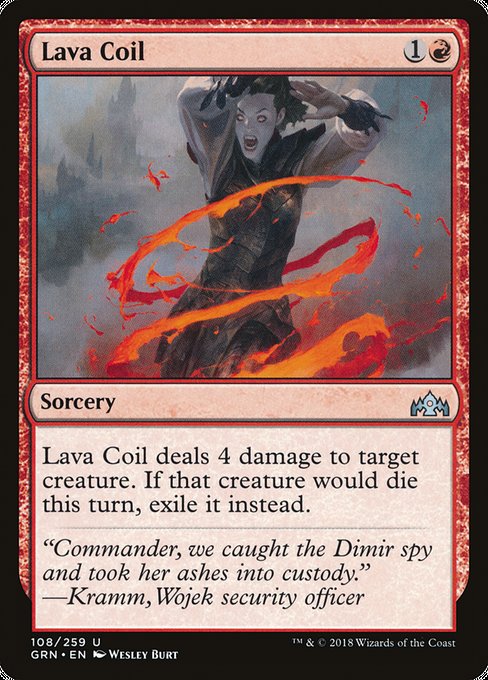 Lava Coil 1
Sorcery
Lava Coil deals 4 damage to target
creature. If that creature would die
this turn, exile it instead.
“Commander, we caught the Dimir spy
and took her ashes into custody.”
—Kramm, Wojek security officer
108/259 U
GRN • EN Wesley Burt
™ & © 2018 Wizards of the Coast